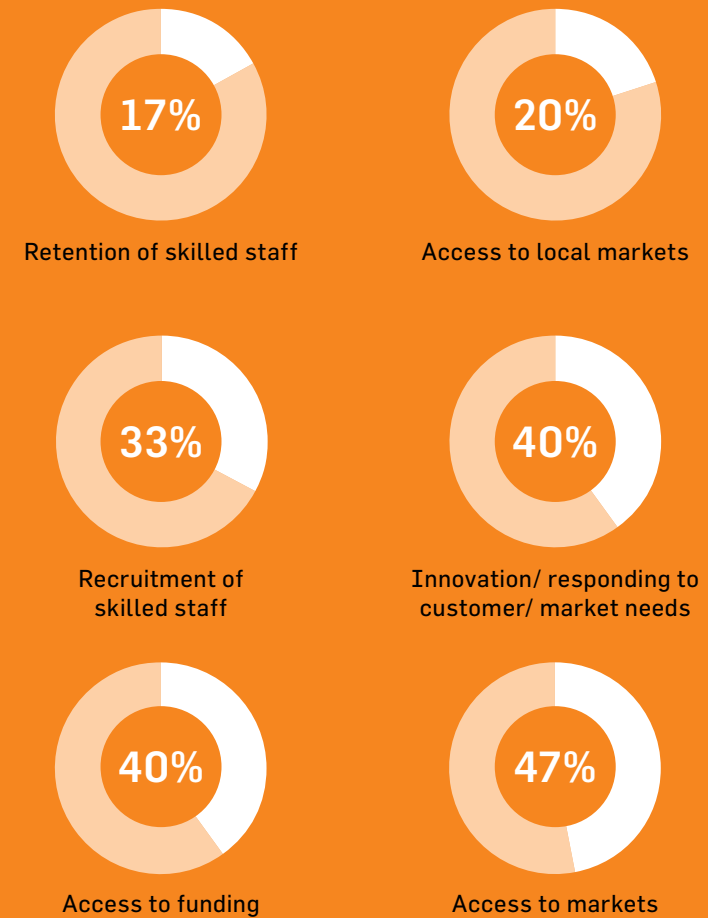 17%
Retention of skilled staff
20%
Access to local markets
33%
Recruitment of
skilled staff
40%
Innovation/ responding to
customer/ market needs
40%
Access to funding
47%
Access to markets